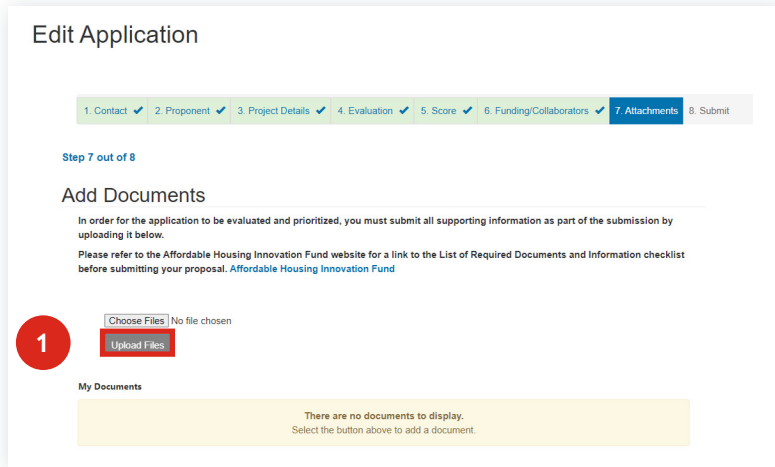 Edit Application
1. Contact ✔ 2. Proponent ✔ 3. Project Details ✔ 4. Evaluation ✔ 5. Score ✔ 6. Funding/Collaborators ✔ 7. Attachments 8. Submit
Step 7 out of 8
Add Documents
In order for the application to be evaluated and prioritized, you must submit all supporting information as part of the submission by
uploading it below.
Please refer to the Affordable Housing Innovation Fund website for a link to the List of Required Documents and Information checklist
before submitting your proposal. Affordable Housing Innovation Fund
Choose Files No file chosen
1 Upload Files
My Documents
There are no documents to display.
Select the button above to add a document.